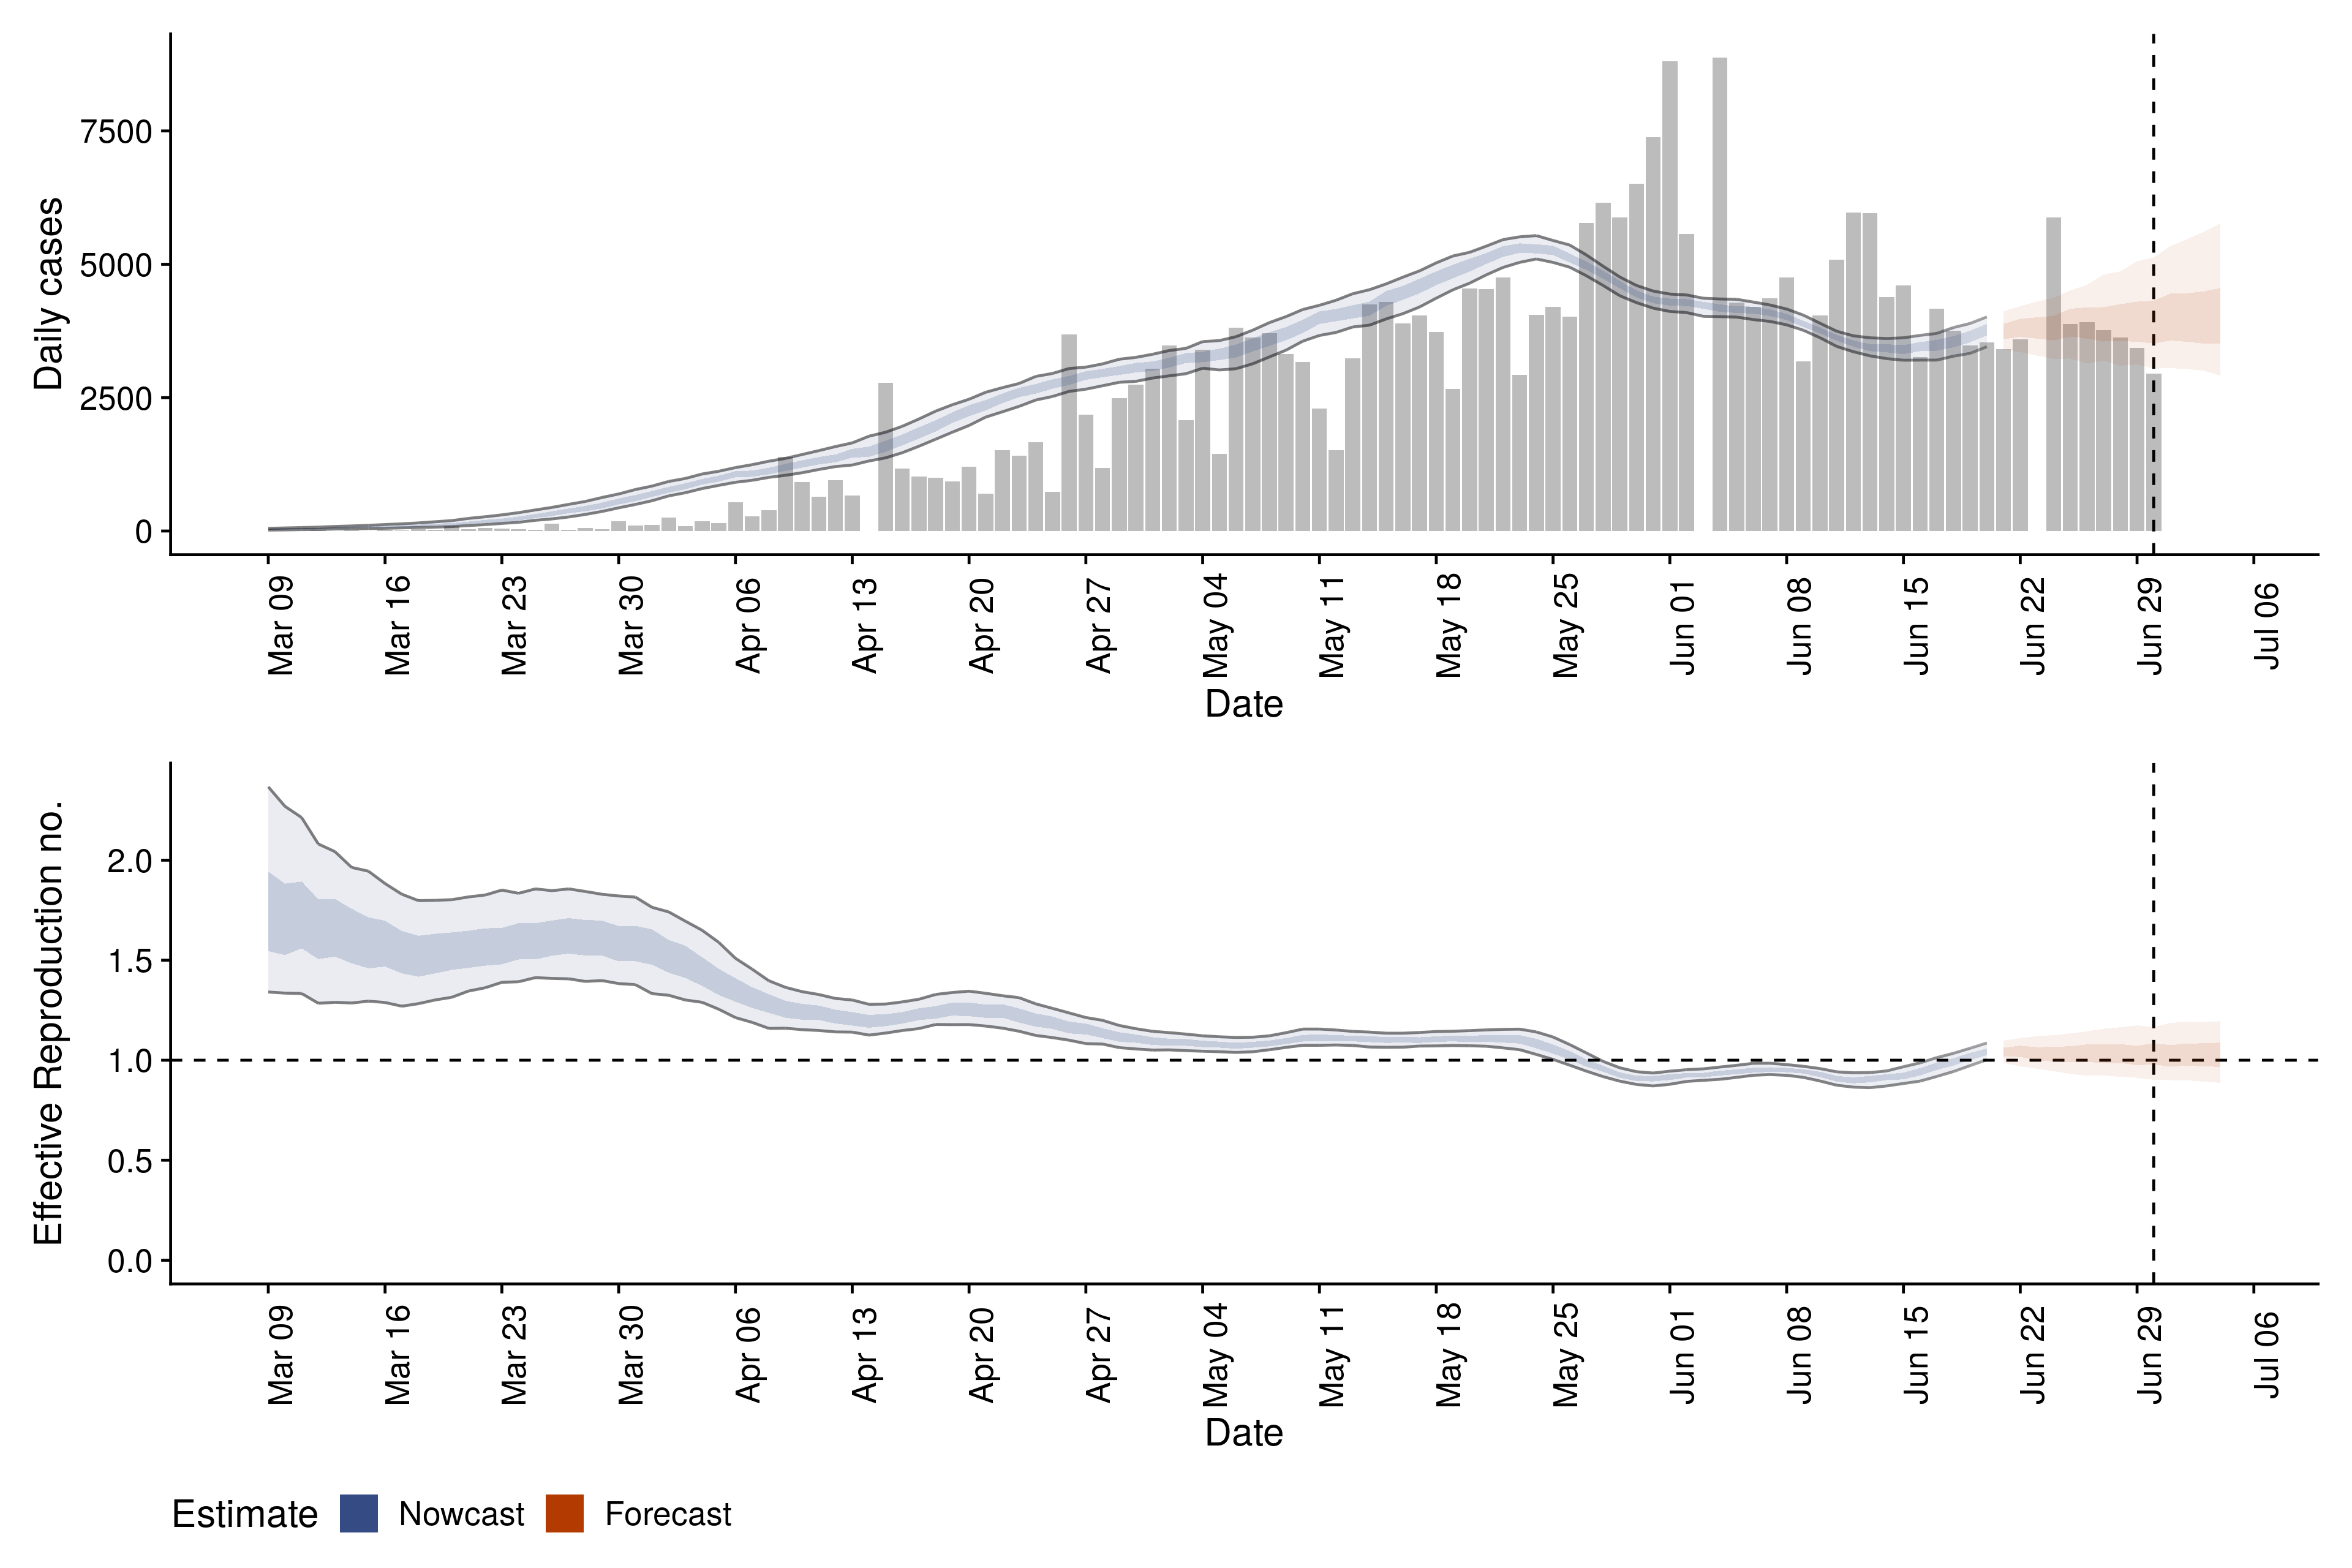 Daily cases
7500
5000
2500
0
Mar 09
Mar 16
Mar 23
Mar 30
Apr 06
Apr 13
Apr 20
Apr 27
May 04
May 11
May 18
May 25
Jun 01
Jun 08
Jun 15
Jun 22
Jun 29
Jul 06
Date
Effective Reproduction no.
2.0
1.5
1.0
0.5
0.0
Mar 09
Mar 16
Mar 23
Mar 30
Apr 06
Apr 13
Apr 20
Apr 27
May 04
May 11
May 18
May 25
Jun 01
Jun 08
Jun 15
Jun 22
Jun 29
Jul 06
Date
Estimate Nowcast Forecast